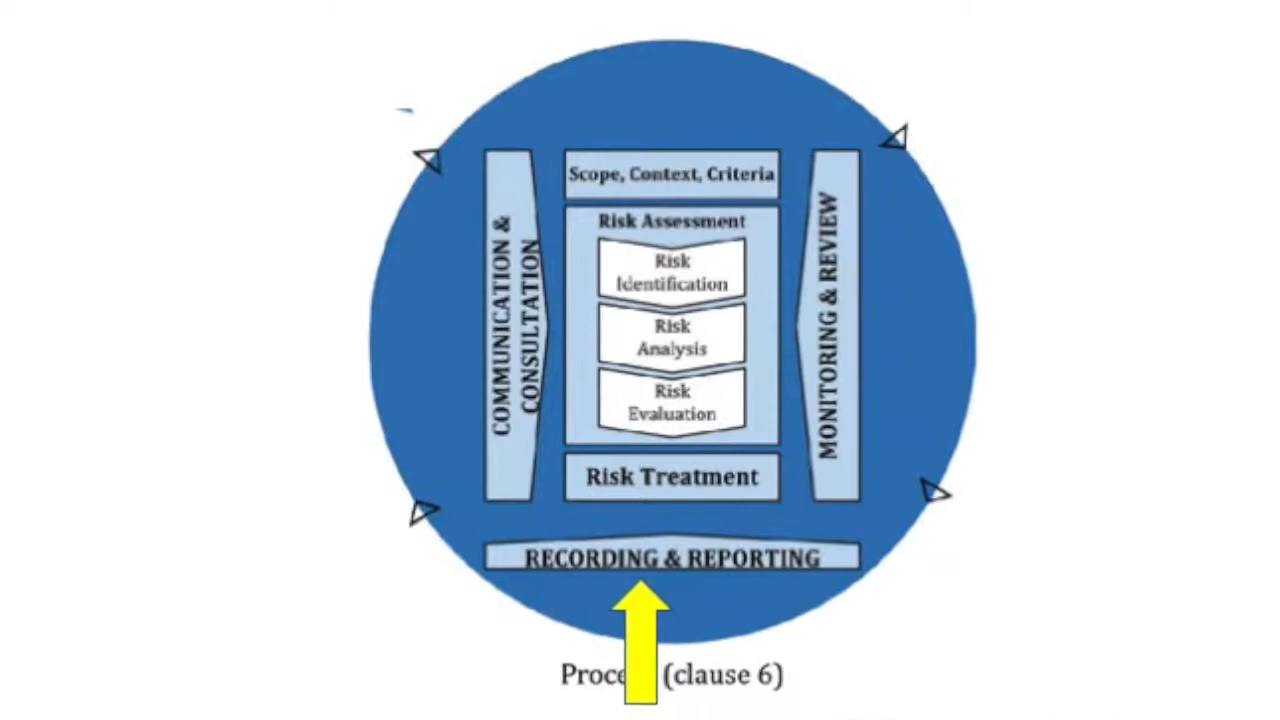 Scope, Context, Criteria
Risk Assessment
Risk
Identification
Risk
Analysis
Risk
Evaluation
Risk Treatment
COMMUNICATION &
CONSULTATION
MONITORING & REVIEW
RECORDING & REPORTING
(clause 6)